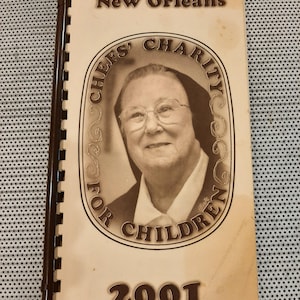 New Orleans
CHEFS' CHARITY
FOR CHILDREN
2001